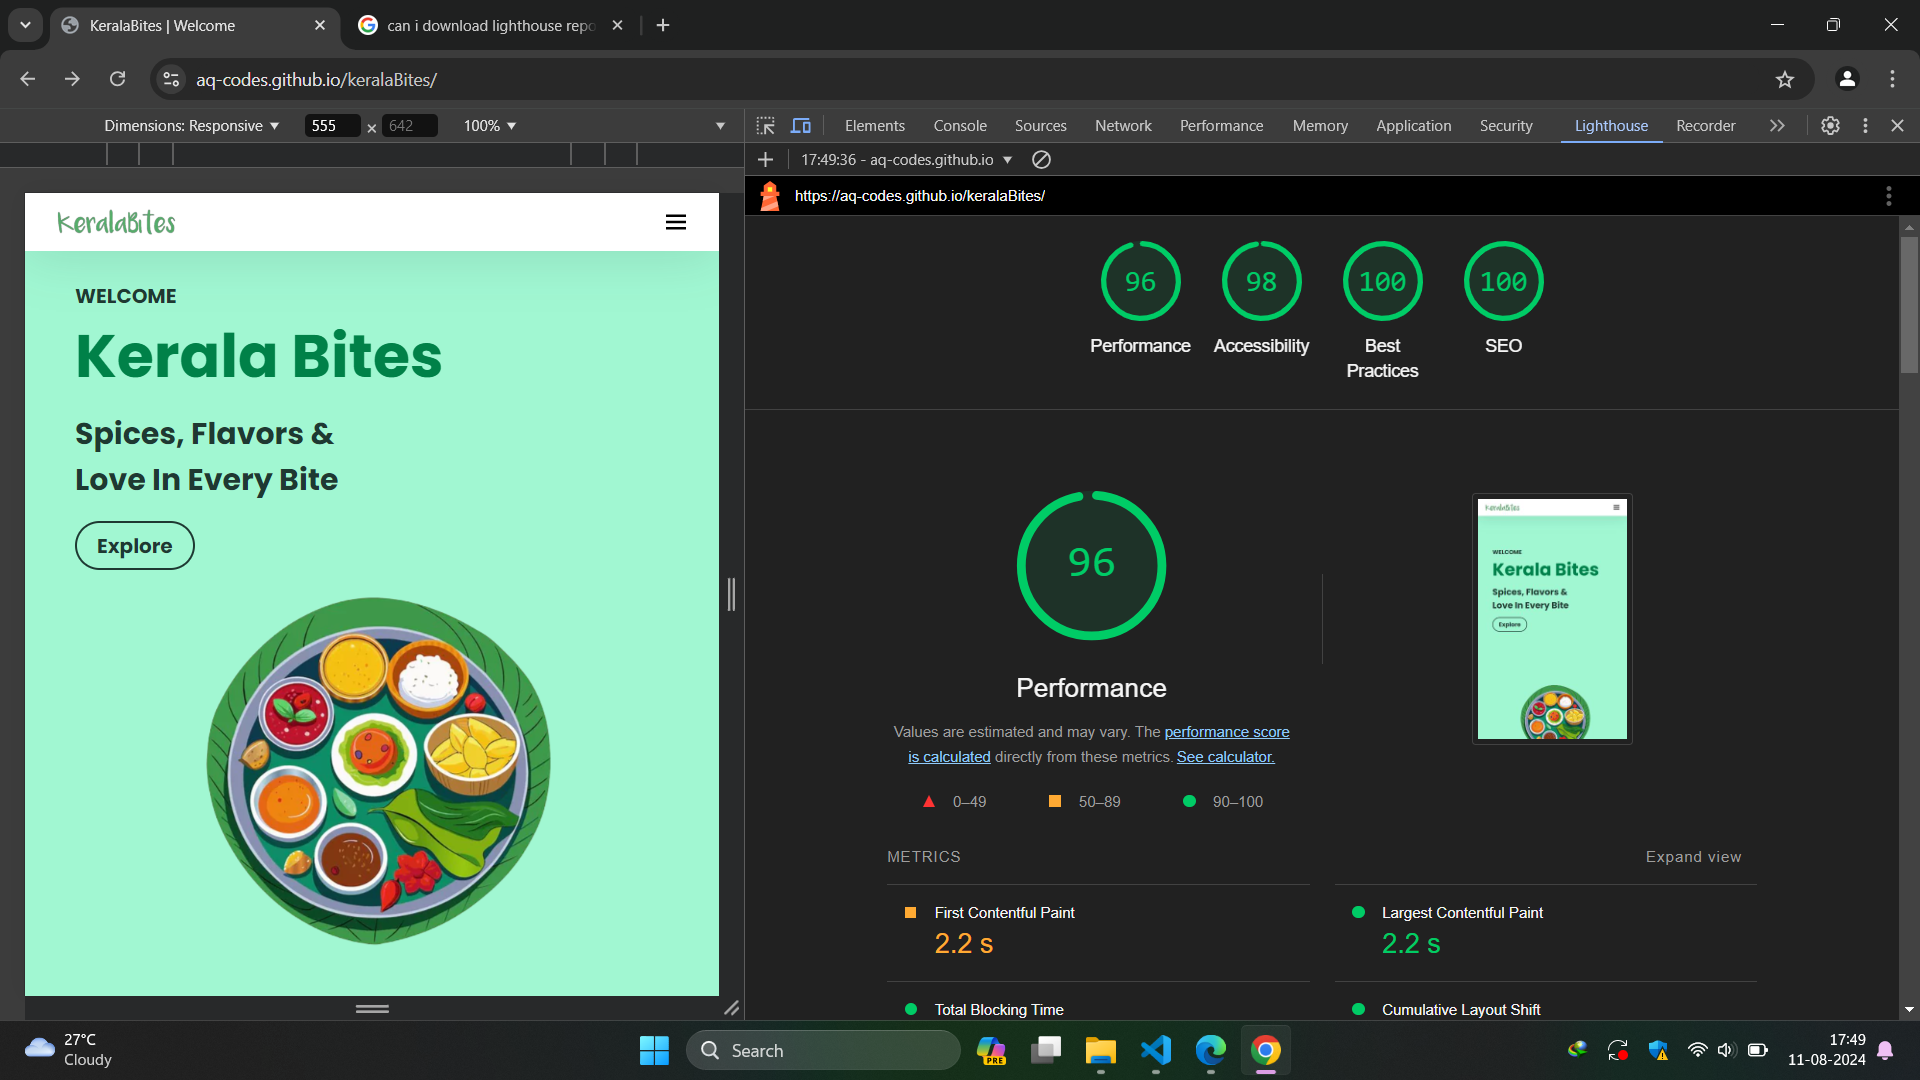 KeralaBites | Welcome
can i download lighthouse repo
aq-codes.github.io/keralaBites/
Dimensions: Responsive
555
×
642
100%
Elements
Console
Sources
Network
Performance
Memory
Application
Security
Lighthouse
Recorder
17:49:36 - aq-codes.github.io
https://aq-codes.github.io/keralaBites/
KeralaBites
WELCOME
Kerala Bites
Spices, Flavors &
Love In Every Bite
Explore
96
98
100
100
Performance
Accessibility
Best
Practices
SEO
96
KeralaBites
WELCOME
Kerala Bites
Spices, Flavors &
Love In Every Bite
Explore
Performance
Values are estimated and may vary. The performance score
is calculated directly from these metrics. See calculator.
0–49
50–89
90–100
METRICS
Expand view
First Contentful Paint
2.2 s
Largest Contentful Paint
2.2 s
Total Blocking Time
Cumulative Layout Shift
27°C
Cloudy
Search
PRE
17:49
11-08-2024